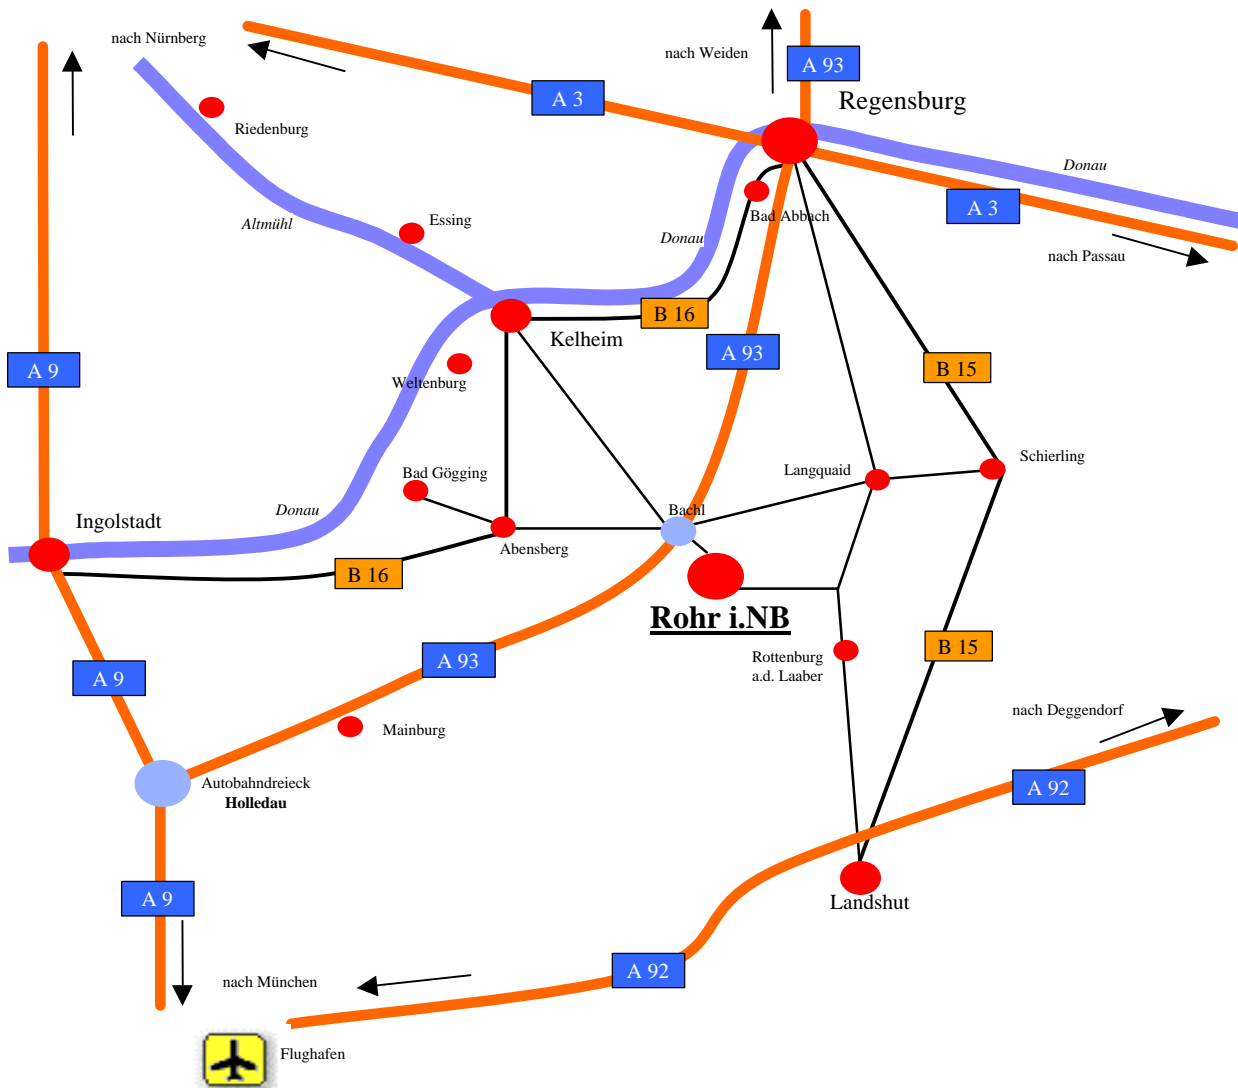 nach Nürnberg
nach Weiden
A 93
A 3
Regensburg
Riedenburg
Donau
Essing
Altmühl
Bad Abbach
A 3
Donau
nach Passau
B 16
Kelheim
A 93
A 9
Weltenburg
B 15
Schierling
Langquaid
Bad Gögging
Bachl
Donau
Ingolstadt
Abensberg
B 16
Rohr i.NB
B 15
A 93
Rottenburg
a.d. Laaber
A 9
nach Deggendorf
Mainburg
Autobahndreieck
Holledau
A 92
A 9
Landshut
A 92
nach München
Flughafen